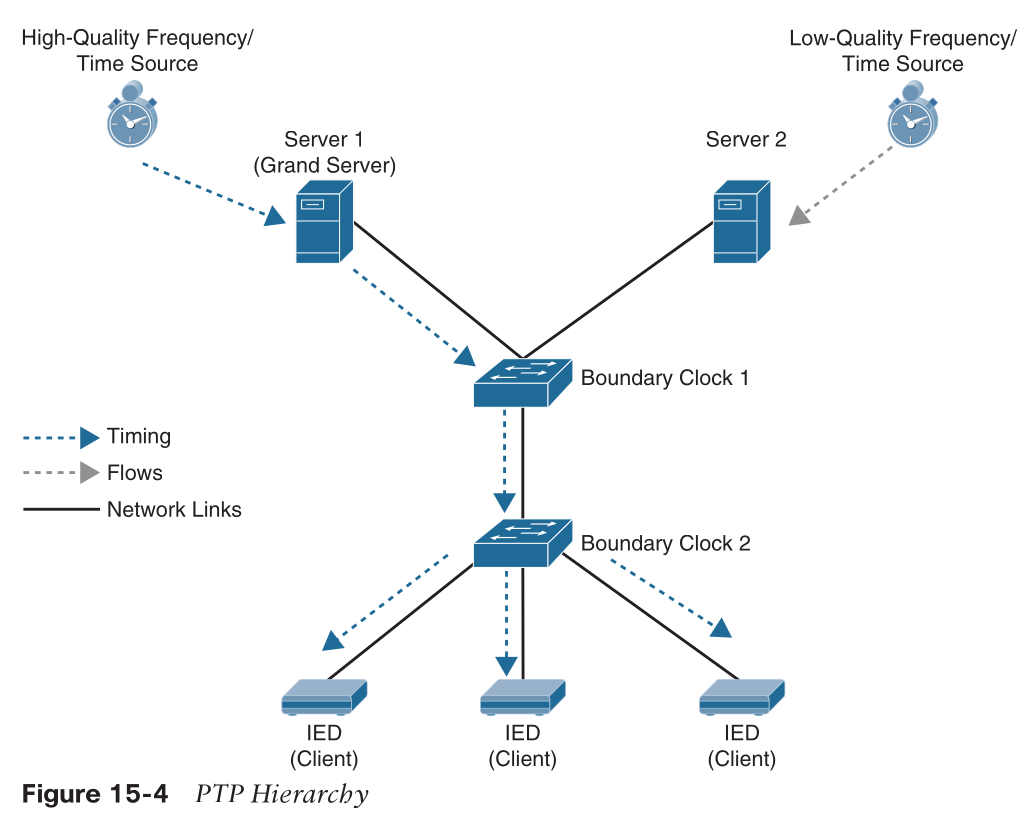 High-Quality Frequency/
Time Source
Low-Quality Frequency/
Time Source
Server 1
(Grand Server)
Server 2
Boundary Clock 1
Timing
Flows
Network Links
Boundary Clock 2
IED
(Client)
IED
(Client)
IED
(Client)
Figure 15-4 PTP Hierarchy